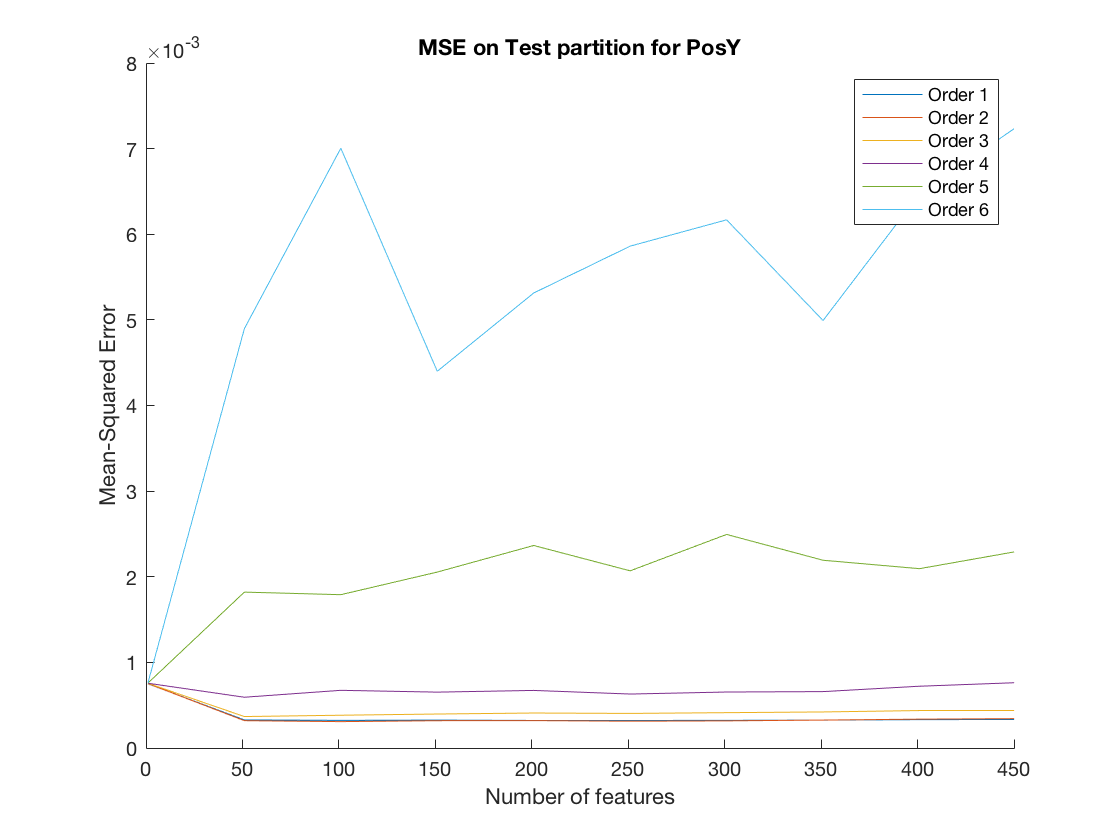 MSE on Test partition for PosY
×10-3
8
7
6
5
4
3
2
1
0
Mean-Squared Error
Order 1
Order 2
Order 3
Order 4
Order 5
Order 6
0 50 100 150 200 250 300 350 400 450
Number of features